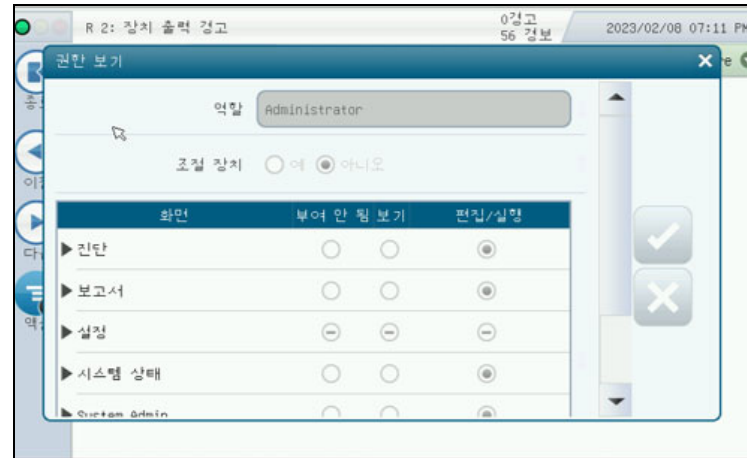 R 2: 장치 출력 경고
0경고
56 경보
2023/02/08 07:11 PM
권한 보기
역할 Administrator
조절 장치 예 아니오
화면 부여 안 됨 보기 편집/실행
진단
보고서
설정
시스템 상태
System Admin